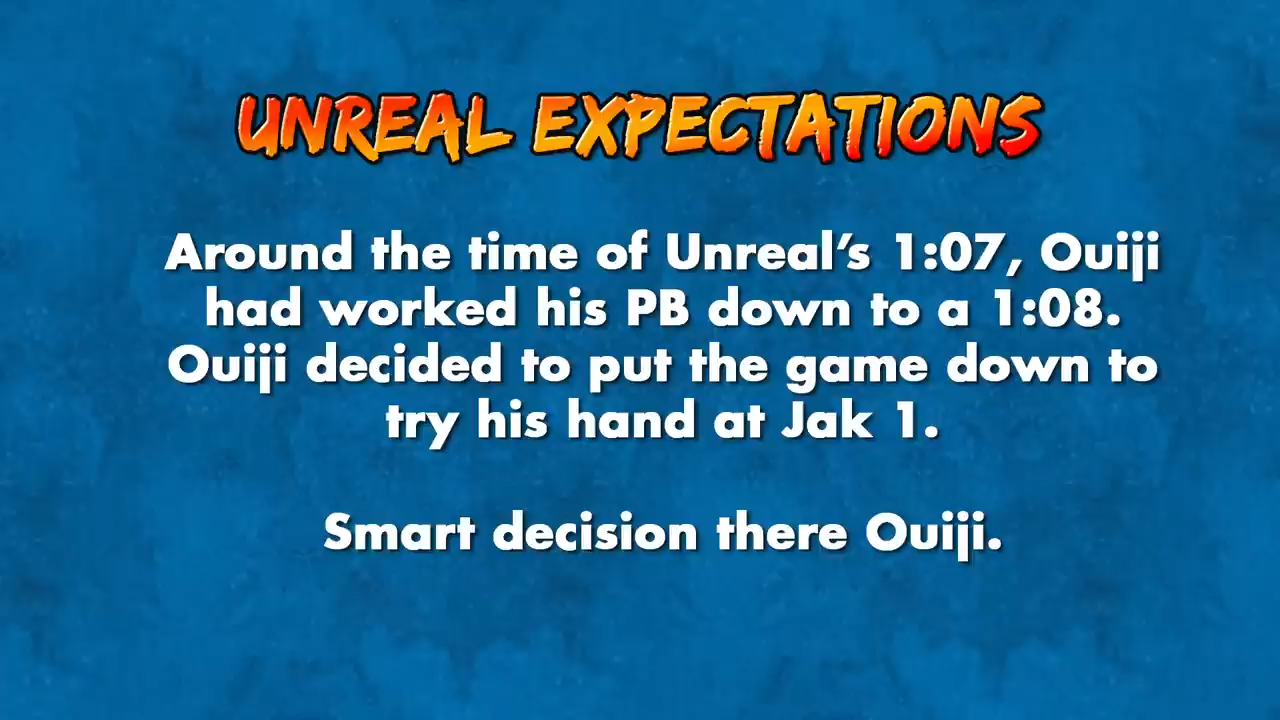 UNREAL EXPECTATIONS
Around the time of Unreal's 1:07, Ouiji
had worked his PB down to a 1:08.
Ouiji decided to put the game down to
try his hand at Jak 1.
Smart decision there Ouiji.